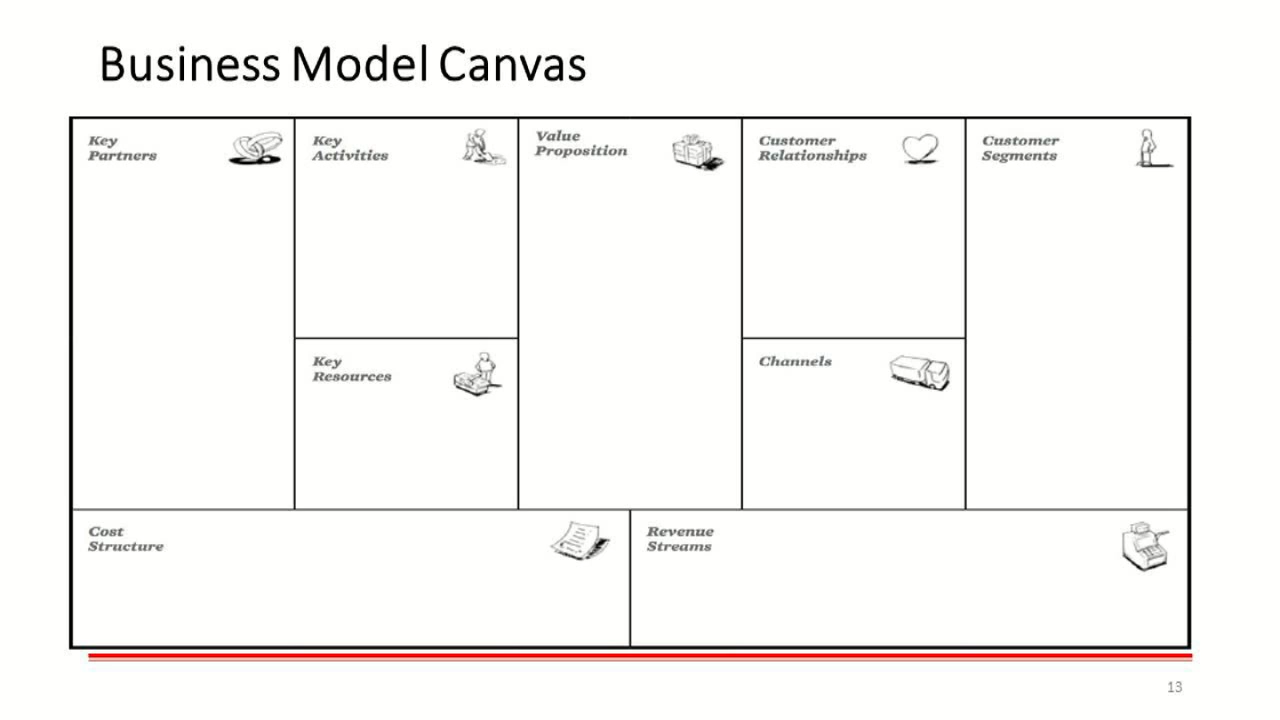 Business Model Canvas
Key
Partners
Key
Activities
Value
Proposition
Customer
Relationships
Customer
Segments
Key
Resources
Channels
Cost
Structure
Revenue
Streams
13